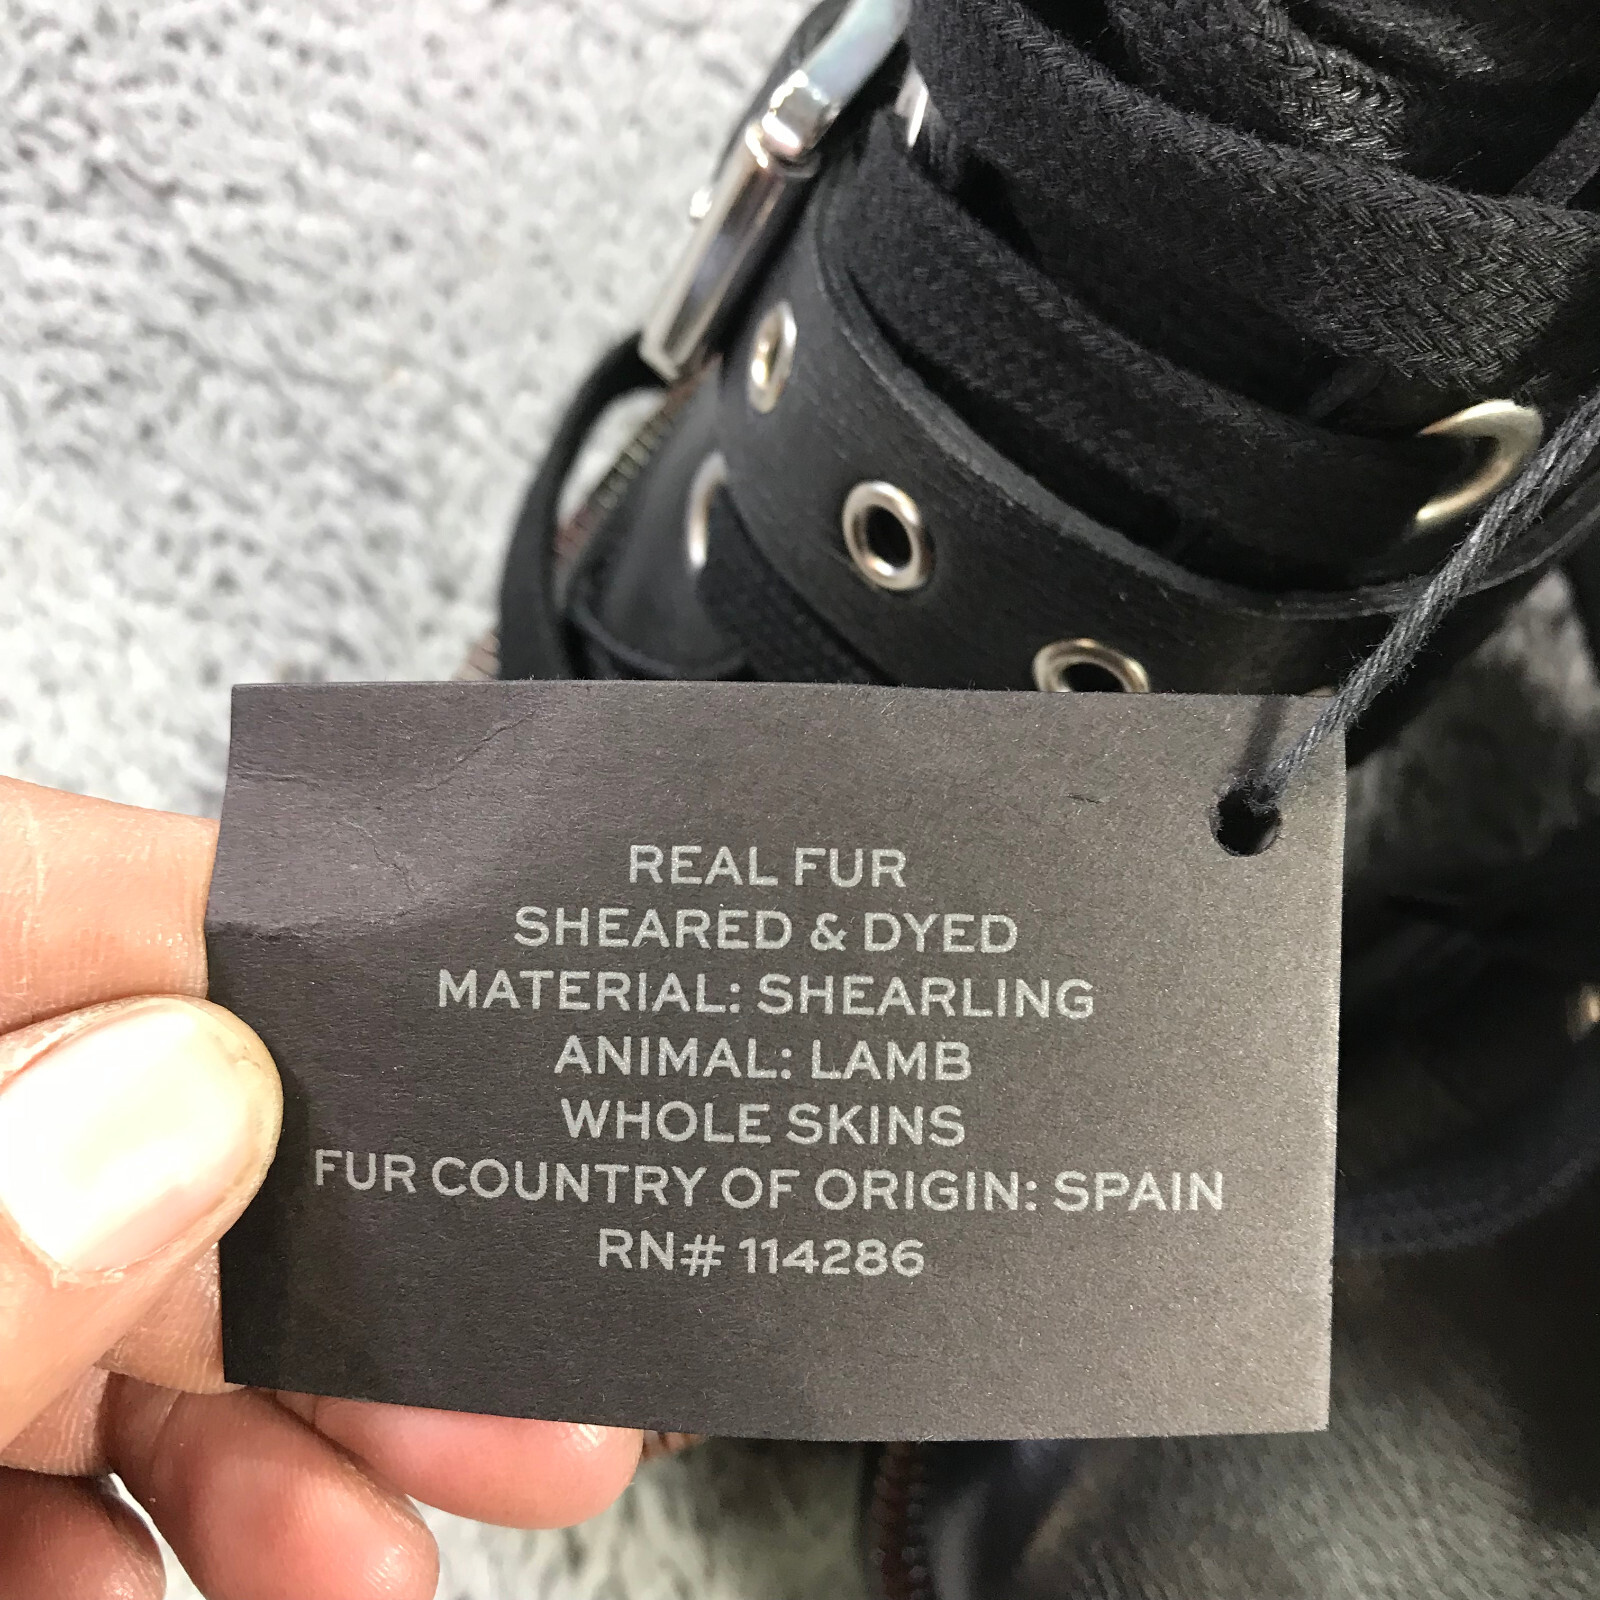 REAL FUR
SHEARED & DYED
MATERIAL: SHEARLING
ANIMAL: LAMB
WHOLE SKINS
FUR COUNTRY OF ORIGIN: SPAIN
RN# 114286